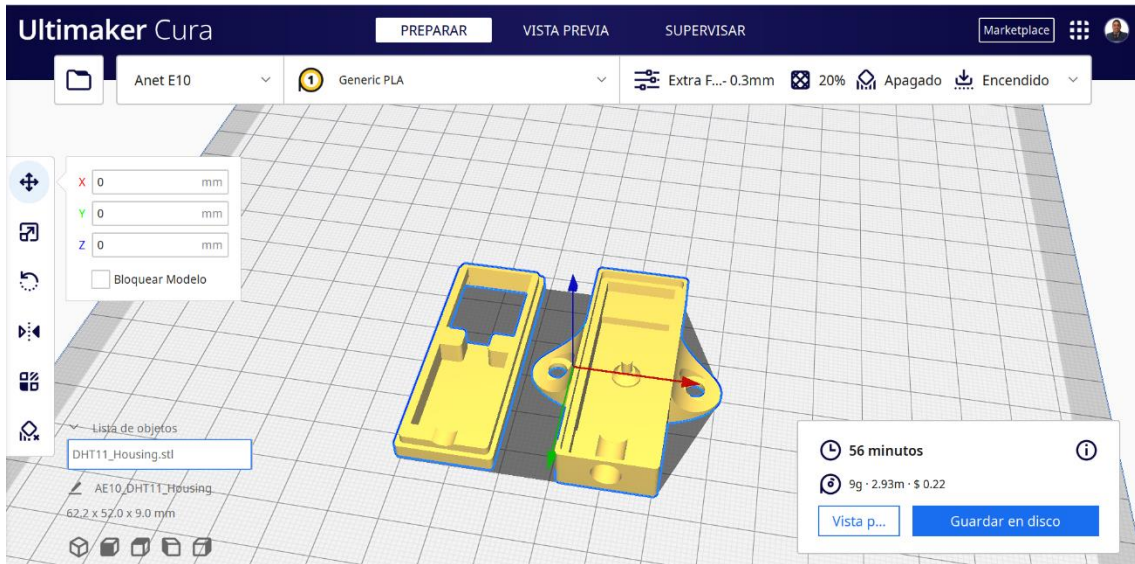 Ultimaker Cura
PREPARAR VISTA PREVIA SUPERVISAR
Marketplace
Anet E10
1 Generic PLA
Extra F...- 0.3mm 20% Apagado Encendido
X 0 mm
Y 0 mm
Z 0 mm
Bloquear Modelo
Lista de objetos
DHT11_Housing.stl
AE10_DHT11_Housing
62.2 x 52.0 x 9.0 mm
56 minutos
9g · 2.93m · $ 0.22
Vista p... Guardar en disco